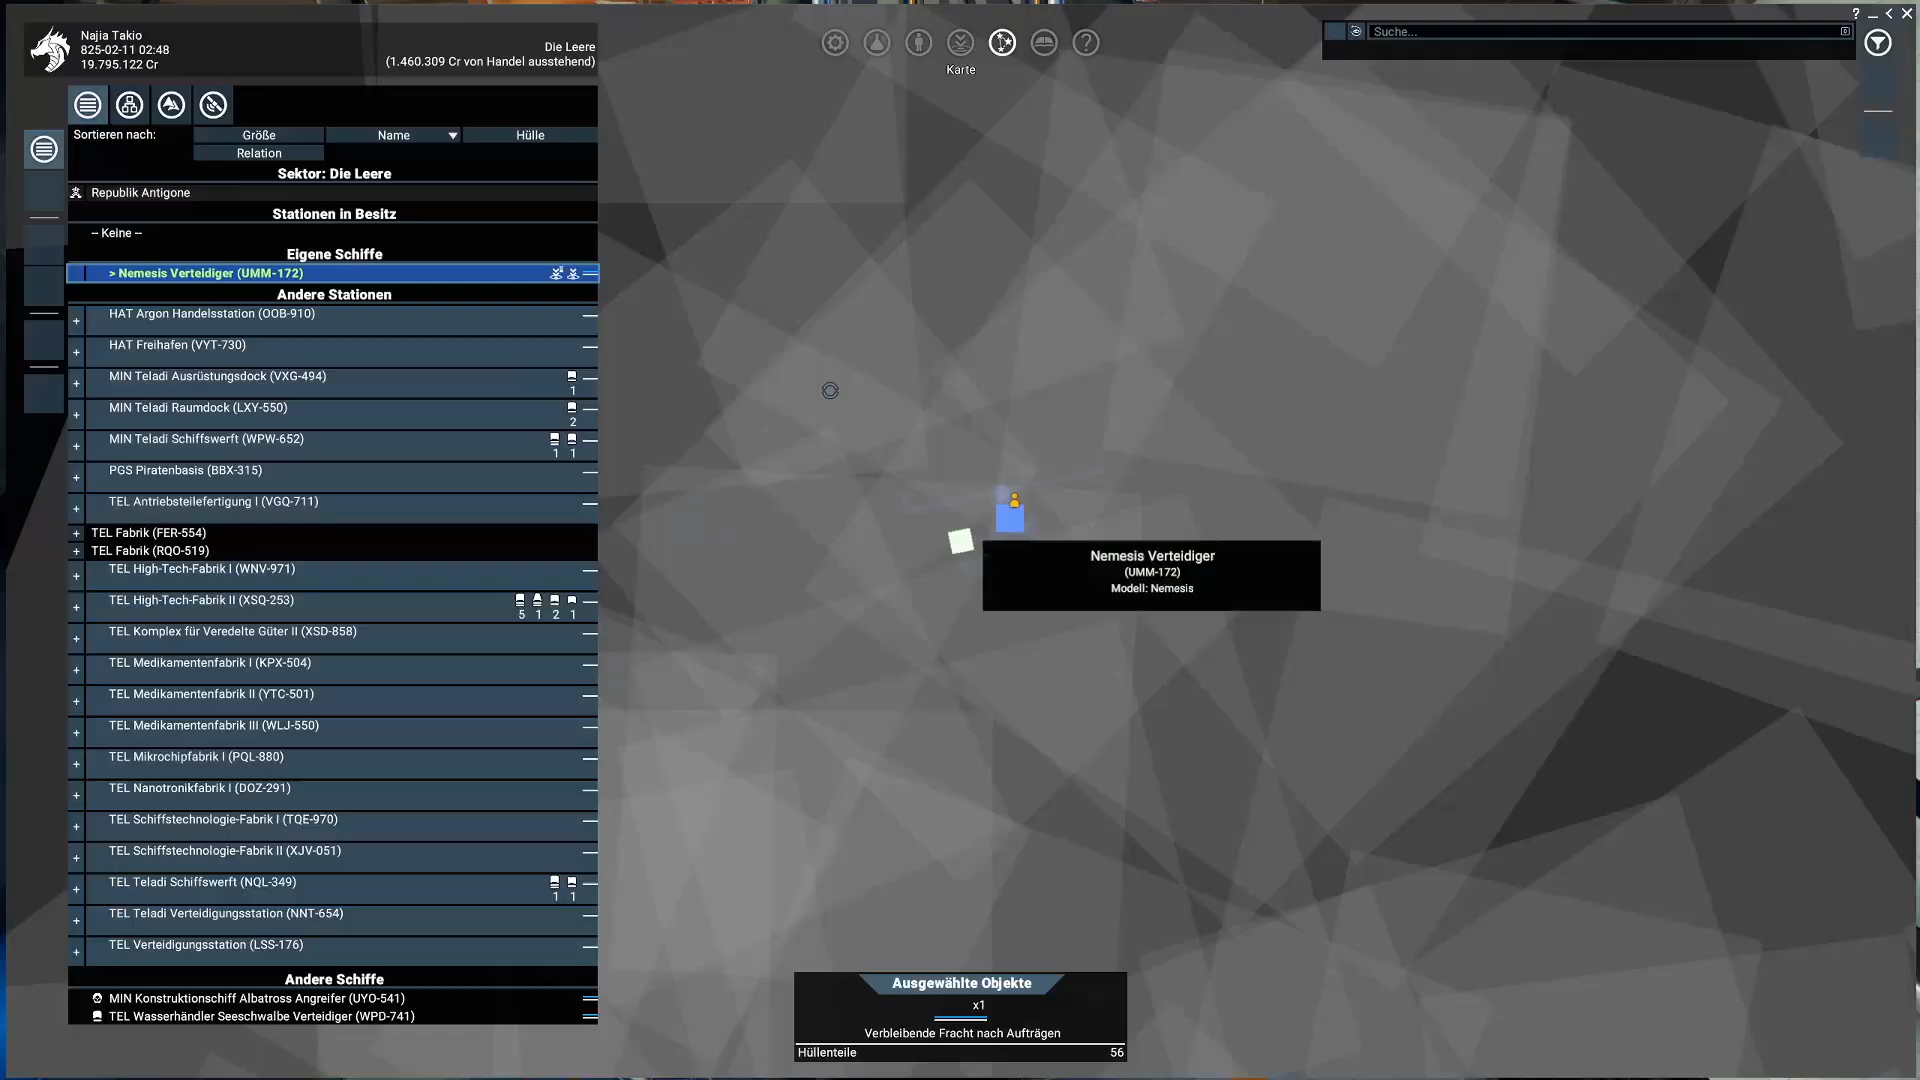 Najia Takio
825-02-11 02:48
19.795.122 Cr
Die Leere
(1.460.309 Cr von Handel ausstehend)
Karte
?
Suche...
Sortieren nach:
Größe
Name
Hülle
Relation
Sektor: Die Leere
Republik Antigone
Stationen in Besitz
-- Keine --
Eigene Schiffe
> Nemesis Verteidiger (UMM-172)
Andere Stationen
+ HAT Argon Handelsstation (OOB-910)
+ HAT Freihafen (VYT-730)
+ MIN Teladi Ausrüstungsdock (VXG-494) 1
+ MIN Teladi Raumdock (LXY-550) 2
+ MIN Teladi Schiffswerft (WPW-652) 1 1
+ PGS Piratenbasis (BBX-315)
+ TEL Antriebsteilefertigung I (VGQ-711)
+ TEL Fabrik (FER-554)
+ TEL Fabrik (RQO-519)
+ TEL High-Tech-Fabrik I (WNV-971)
+ TEL High-Tech-Fabrik II (XSQ-253) 5 1 2 1
+ TEL Komplex für Veredelte Güter II (XSD-858)
+ TEL Medikamentenfabrik I (KPX-504)
+ TEL Medikamentenfabrik II (YTC-501)
+ TEL Medikamentenfabrik III (WLJ-550)
+ TEL Mikrochipfabrik I (PQL-880)
+ TEL Nanotronikfabrik I (DOZ-291)
+ TEL Schiffstechnologie-Fabrik I (TQE-970)
+ TEL Schiffstechnologie-Fabrik II (XJV-051)
+ TEL Teladi Schiffswerft (NQL-349) 1 1
+ TEL Teladi Verteidigungsstation (NNT-654)
+ TEL Verteidigungsstation (LSS-176)
Andere Schiffe
MIN Konstruktionschiff Albatross Angreifer (UYO-541)
TEL Wasserhändler Seeschwalbe Verteidiger (WPD-741)
Nemesis Verteidiger
(UMM-172)
Modell: Nemesis
Ausgewählte Objekte
x1
Verbleibende Fracht nach Aufträgen
Hüllenteile 56